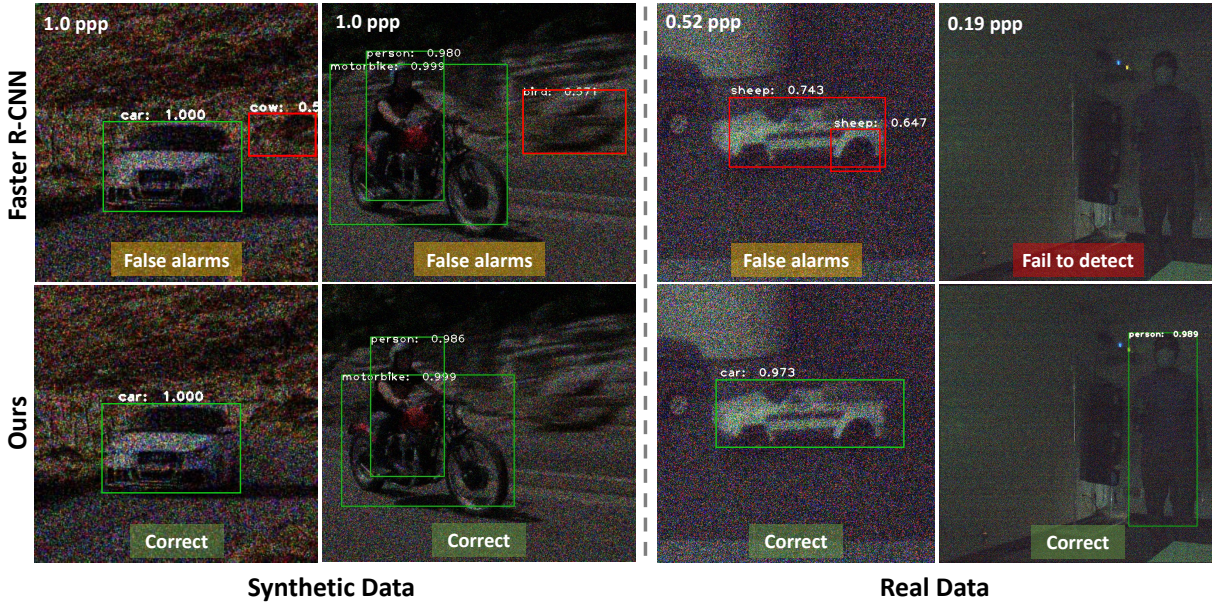 1.0 ppp
1.0 ppp
0.52 ppp
0.19 ppp
Faster R-CNN
car: 1.000
cow: 0.5
person: 0.980
motorbike: 0.999
bird: 0.571
sheep: 0.743
sheep: 0.647
False alarms
False alarms
False alarms
Fail to detect
Ours
car: 1.000
person: 0.986
motorbike: 0.999
car: 0.973
person: 0.989
Correct
Correct
Correct
Correct
Synthetic Data
Real Data